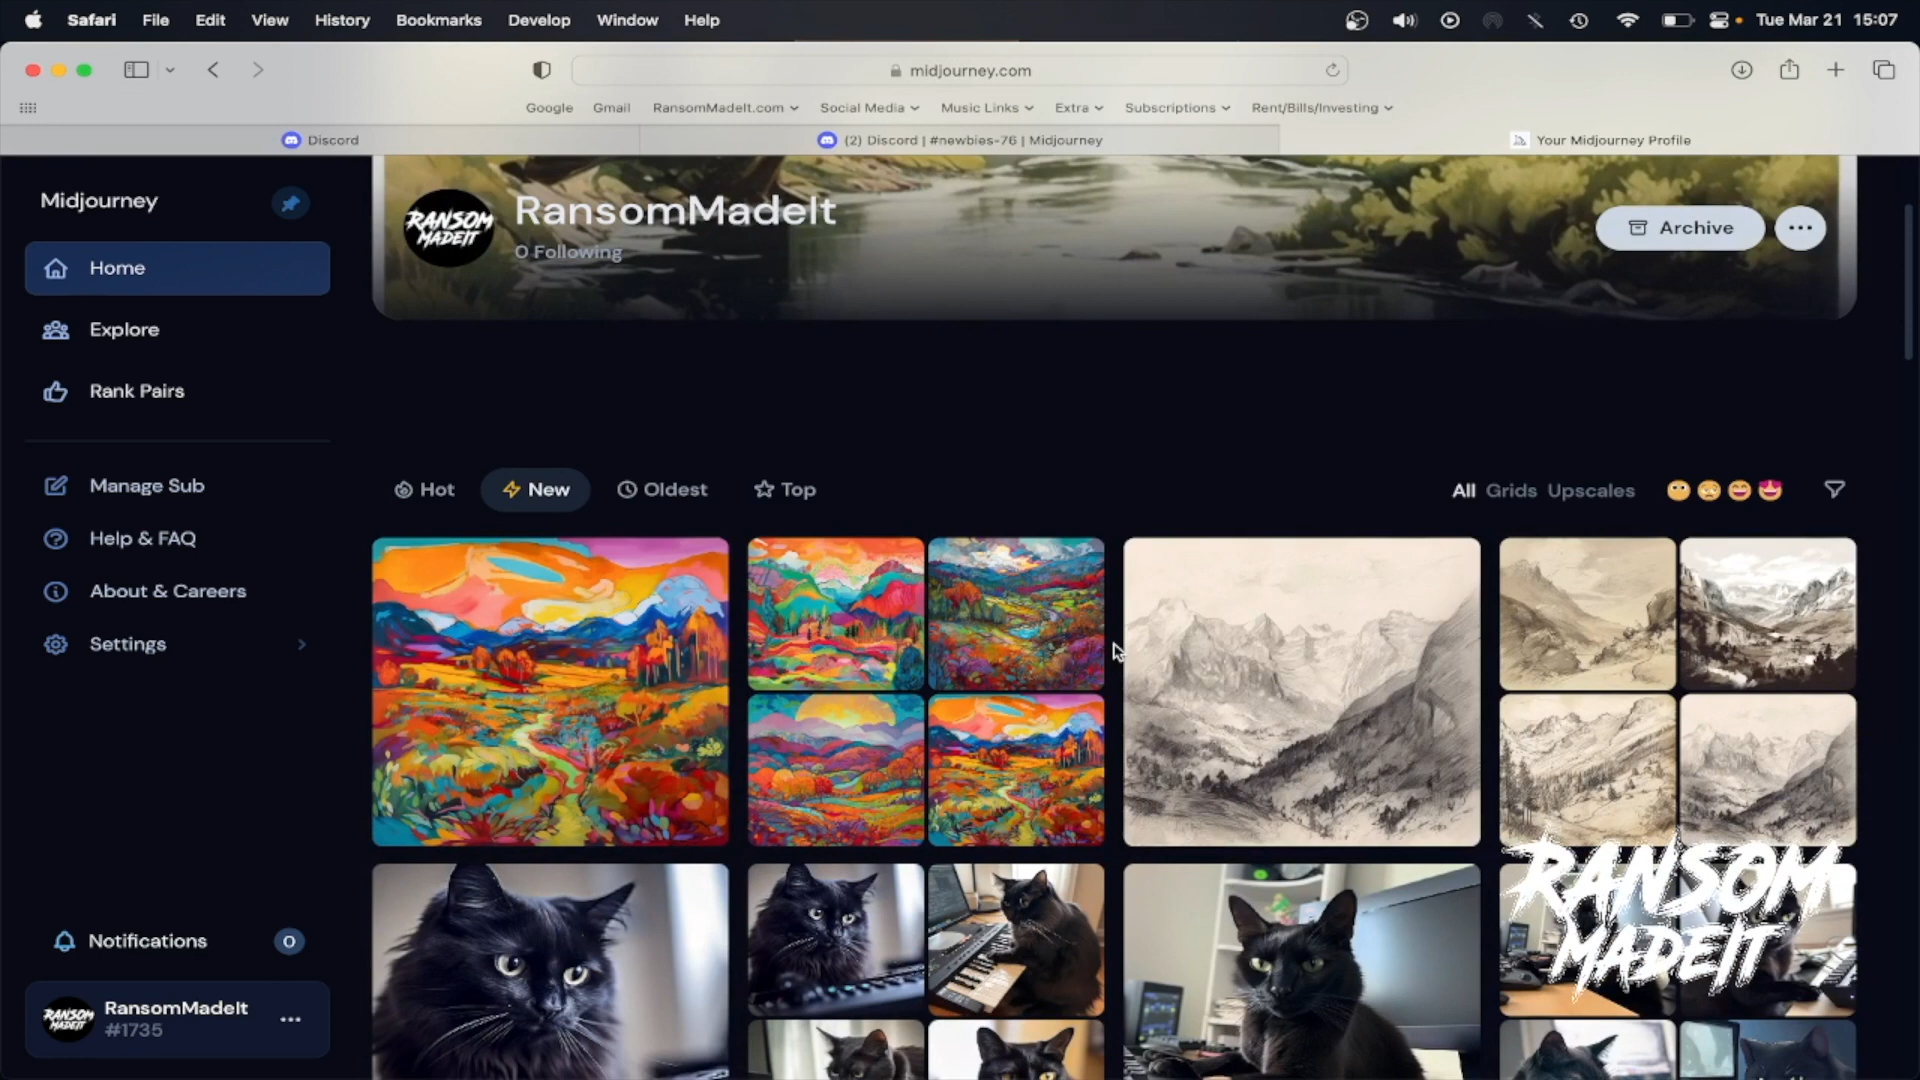 Safari File Edit View History Bookmarks Develop Window Help Tue Mar 21 15:07
midjourney.com
Google Gmail RansomMadeIt.com Social Media Music Links Extra Subscriptions Rent/Bills/Investing
Discord (2) Discord | #newbies-76 | Midjourney Your Midjourney Profile
Midjourney
Home
Explore
Rank Pairs
Manage Sub
Help & FAQ
About & Careers
Settings
Notifications 0
RANSOM
MADEIT
RansomMadeIt
#1735
RANSOM
MADEIT
RansomMadeIt
0 Following
Archive
Hot New Oldest Top All Grids Upscales
RANSOM
MADEIT